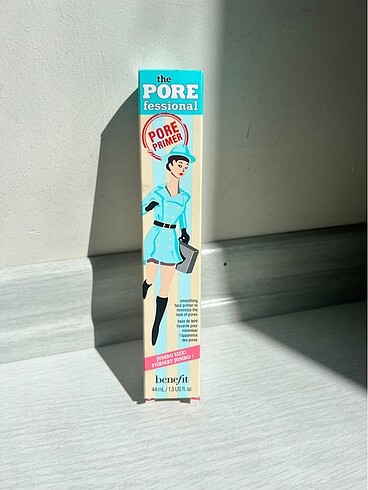 the
PORE
fessional
PORE
PRIMER
smoothing
face primer to
minimize the
look of pores
base de teint
lissante pour
minimiser
l'apparence
des pores
JUMBO SIZE!
FORMAT JUMBO !
benefit
44 mL / 1.5 US fl. oz.